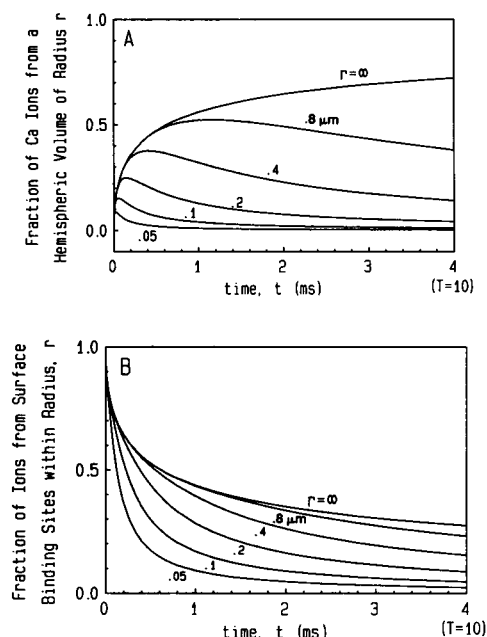 A
Fraction of Ca Ions from a
Hemispheric Volume of Radius r
1.0
0.5
0.0
r=∞
.8 μm
.4
.2
.1
.05
0
1
2
3
4
time, t (ms)
(T=10)
B
Fraction of Ions from Surface
Binding Sites within Radius, r
1.0
0.5
0.0
r=∞
.8 μm
.4
.2
.1
.05
0
1
2
3
4
time, t (ms)
(T=10)